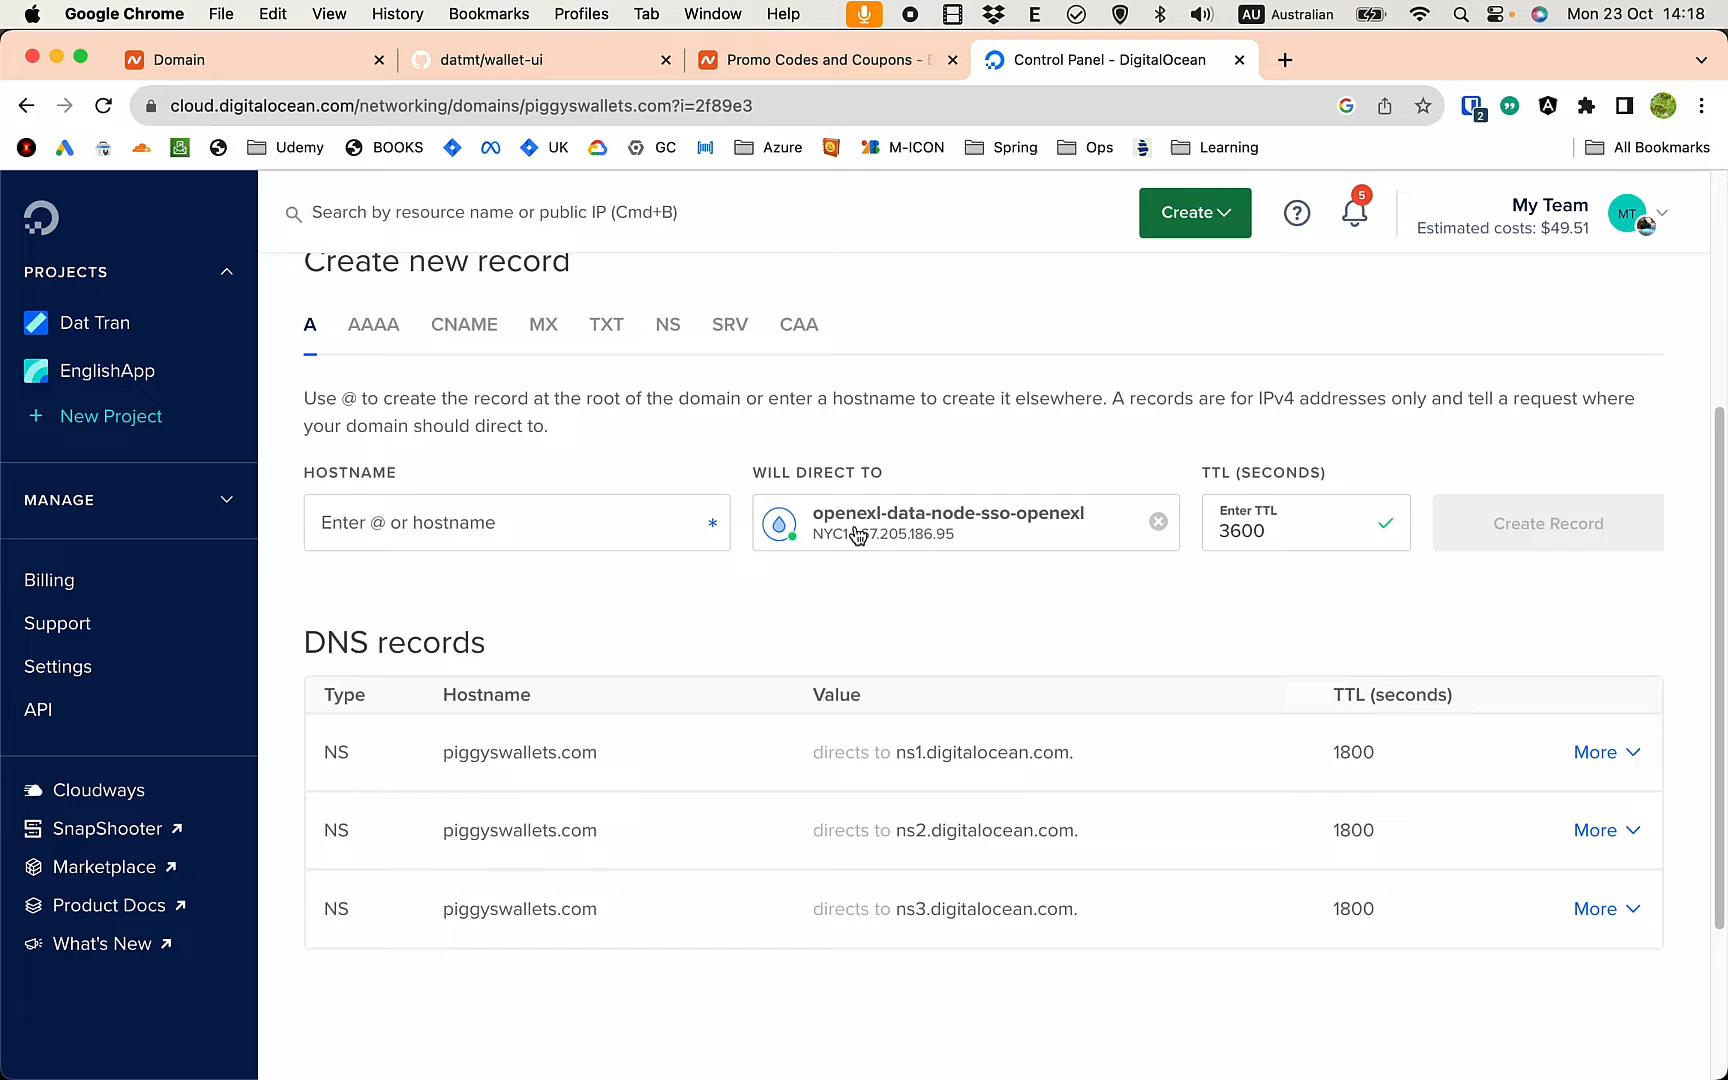 Google Chrome File Edit View History Bookmarks Profiles Tab Window Help E AU Australian Mon 23 Oct 14:18
Domain datmt/wallet-ui Promo Codes and Coupons - Control Panel - DigitalOcean
cloud.digitalocean.com/networking/domains/piggyswallets.com?i=2f89e3 2
Udemy BOOKS UK GC Azure M-ICON Spring Ops Learning All Bookmarks
Search by resource name or public IP (Cmd+B) Create 5 My Team MT
Estimated costs: $49.51
PROJECTS
Dat Tran
EnglishApp
+ New Project
MANAGE
Billing
Support
Settings
API
Cloudways
SnapShooter
Marketplace
Product Docs
What's New
Create new record
A AAAA CNAME MX TXT NS SRV CAA
Use @ to create the record at the root of the domain or enter a hostname to create it elsewhere. A records are for IPv4 addresses only and tell a request where
your domain should direct to.
HOSTNAME WILL DIRECT TO TTL (SECONDS)
Enter @ or hostname *
openexl-data-node-sso-openexl
7.205.186.95
Enter TTL
3600
Create Record
DNS records
Type Hostname Value TTL (seconds)
NS piggyswallets.com directs to ns1.digitalocean.com. 1800 More
NS piggyswallets.com directs to ns2.digitalocean.com. 1800 More
NS piggyswallets.com directs to ns3.digitalocean.com. 1800 More